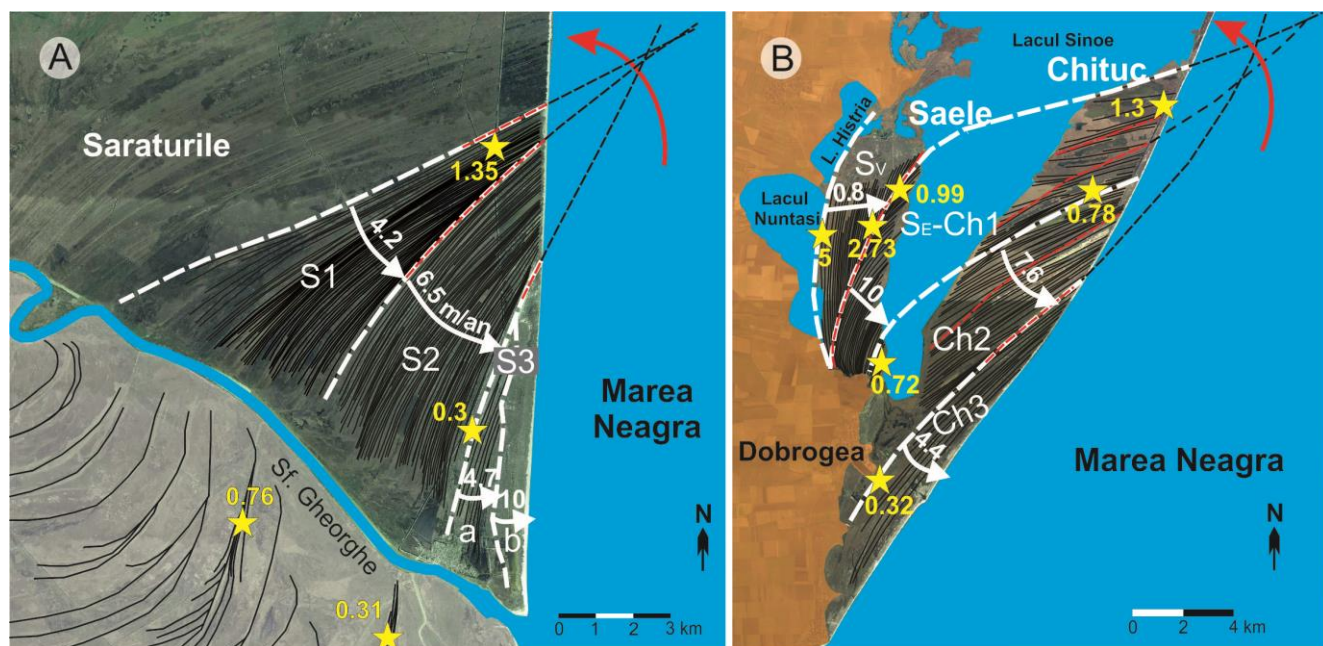 A
Saraturile
1.35
4.2
S1
6.5 m/an
S2
S3
0.3
4.7
10
a
b
Marea
Neagra
Sf. Gheorghe
0.76
0.31
N
0 1 2 3 km
B
Lacul Sinoe
Chituc
1.3
Saele
L. Histria
SV
0.8
0.99
Lacul
Nuntasi
SE-Ch1
0.78
2.73
5
10
7.6
Ch2
0.72
Ch3
4.4
Dobrogea
0.32
Marea Neagra
N
0 2 4 km